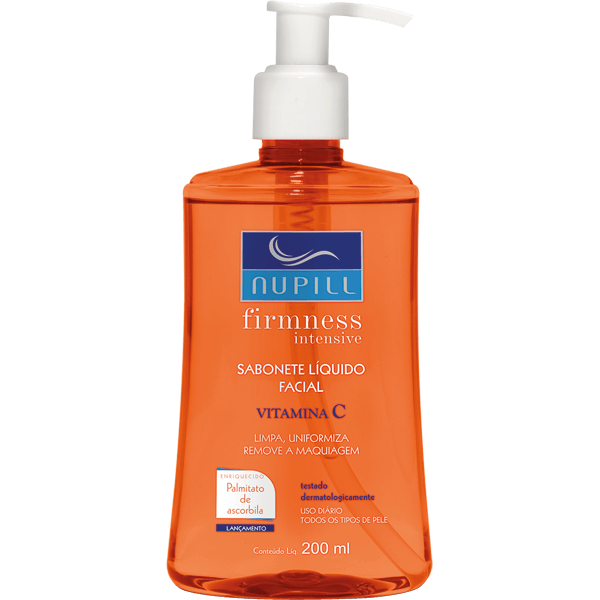 NUPILL
firmness
intensive
SABONETE LÍQUIDO
FACIAL
VITAMINA C
LIMPA, UNIFORMIZA
REMOVE A MAQUIAGEM
ENRIQUECIDO
Palmitato
de
ascorbila
LANÇAMENTO
testado
dermatologicamente
USO DIÁRIO
TODOS OS TIPOS DE PELE
Conteúdo Líq. 200 ml